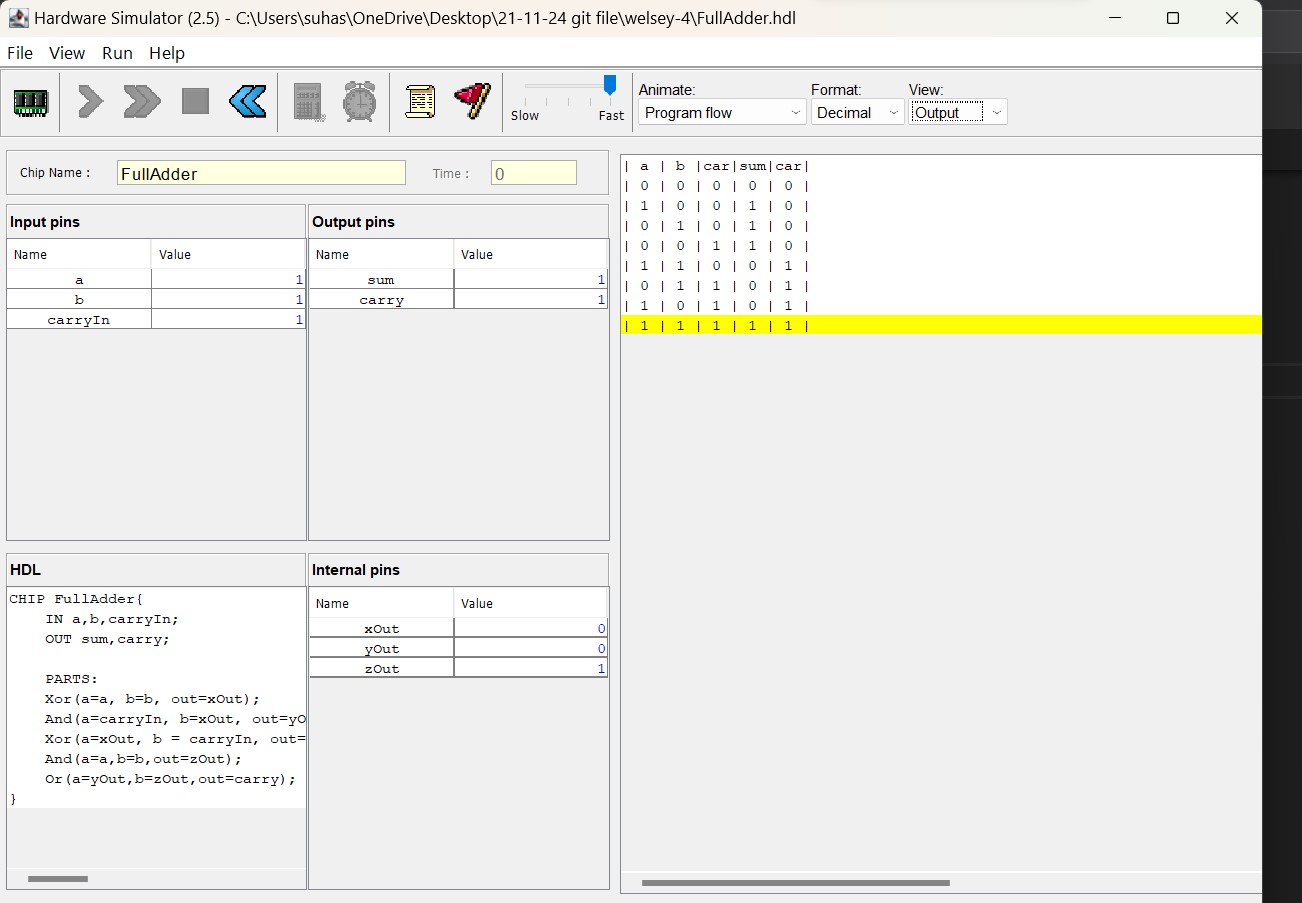 Hardware Simulator (2.5) - C:\Users\suhas\OneDrive\Desktop\21-11-24 git file\welsey-4\FullAdder.hdl
File View Run Help
Slow Fast
Animate: Format: View:
Program flow Decimal Output
Chip Name : FullAdder Time : 0
Input pins
Name Value
a 1
b 1
carryIn 1
Output pins
Name Value
sum 1
carry 1
| a | b |car|sum|car|
| 0 | 0 | 0 | 0 | 0 |
| 1 | 0 | 0 | 1 | 0 |
| 0 | 1 | 0 | 1 | 0 |
| 0 | 0 | 1 | 1 | 0 |
| 1 | 1 | 0 | 0 | 1 |
| 0 | 1 | 1 | 0 | 1 |
| 1 | 0 | 1 | 0 | 1 |
| 1 | 1 | 1 | 1 | 1 |
HDL
CHIP FullAdder{
IN a,b,carryIn;
OUT sum,carry;
PARTS:
Xor(a=a, b=b, out=xOut);
And(a=carryIn, b=xOut, out=yO
Xor(a=xOut, b = carryIn, out=
And(a=a,b=b,out=zOut);
Or(a=yOut,b=zOut,out=carry);
}
Internal pins
Name Value
xOut 0
yOut 0
zOut 1